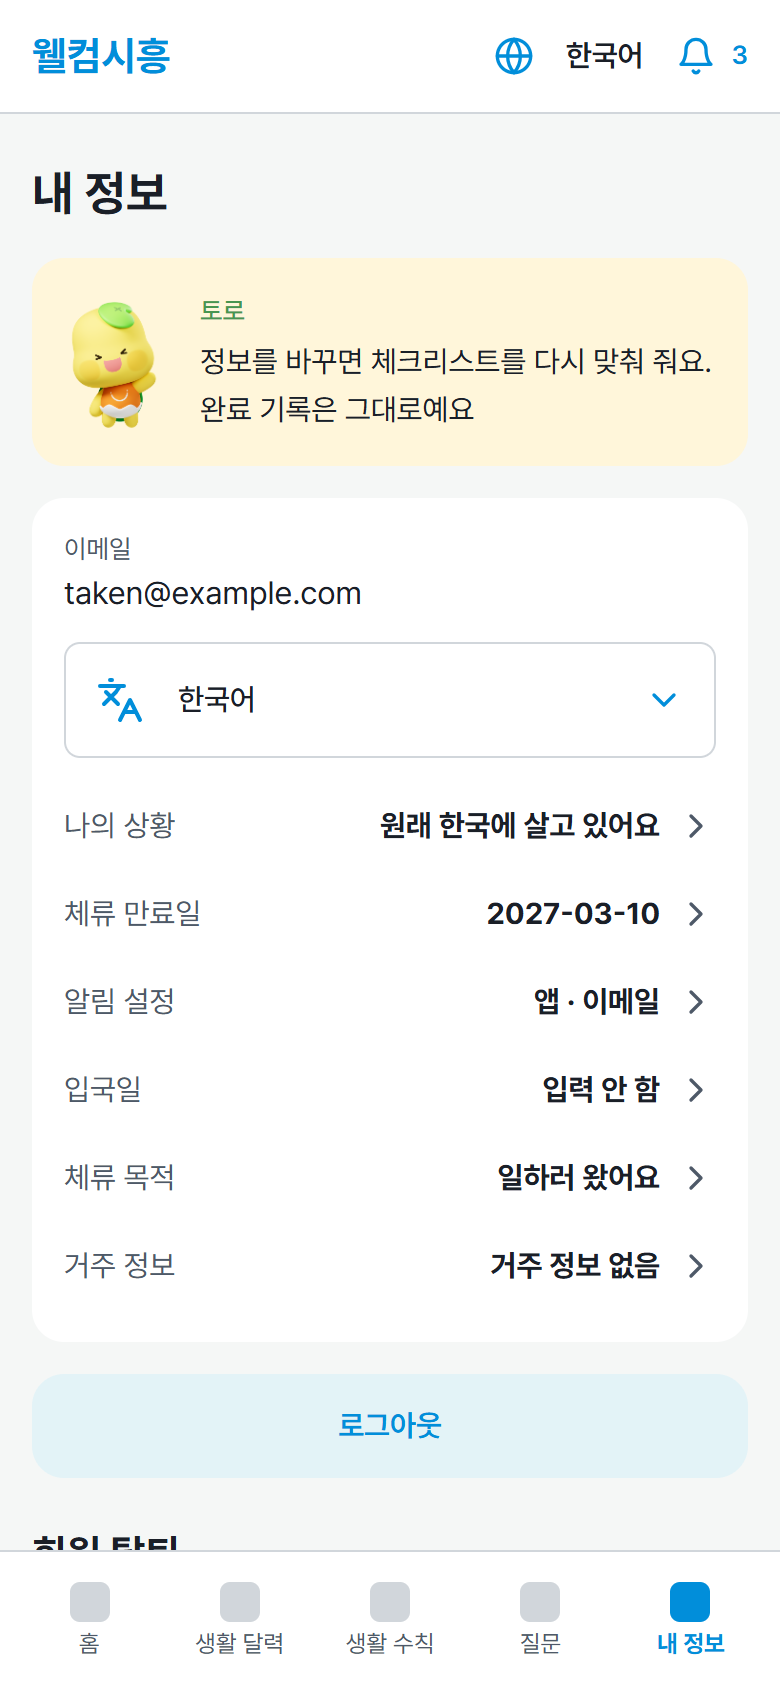 웰컴시흥
한국어
3
내 정보
토로
정보를 바꾸면 체크리스트를 다시 맞춰 줘요.
완료 기록은 그대로예요
이메일
taken@example.com
한국어
나의 상황 원래 한국에 살고 있어요
체류 만료일 2027-03-10
알림 설정 앱 · 이메일
입국일 입력 안 함
체류 목적 일하러 왔어요
거주 정보 거주 정보 없음
로그아웃
홈 생활 달력 생활 수칙 질문 내 정보